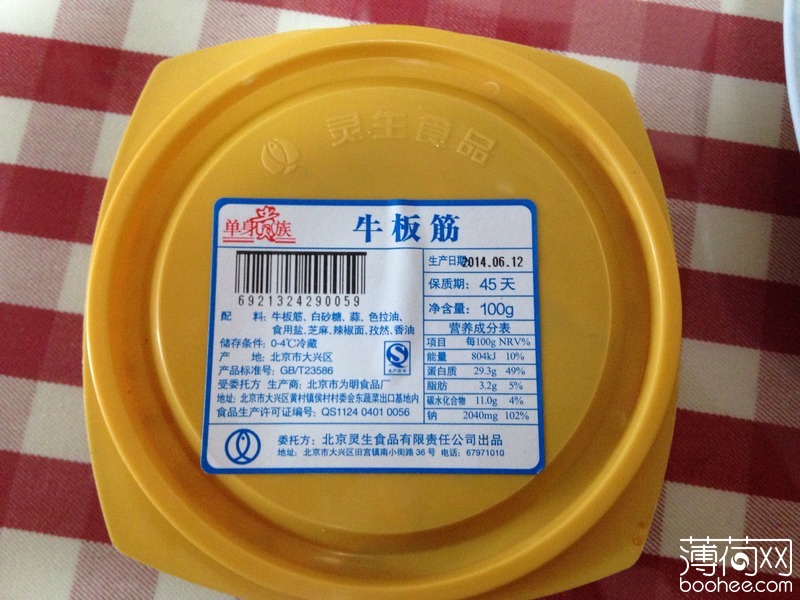 灵生食品
单身贵族
牛板筋
6921324290059
配 料: 牛板筋、白砂糖、蒜、色拉油、
食用盐、芝麻、辣椒面、孜然、香油
储存条件: 0-4℃冷藏
产 地: 北京市大兴区
产品标准号: GB/T23586
受委托方 生产商: 北京市为明食品厂
地址: 北京市大兴区黄村镇侯村村委会东蔬菜出口基地内
食品生产许可证编号: QS1124 0401 0056
生产日期 2014.06.12
保质期: 45 天
净含量: 100g
营养成分表
项目 每100g NRV%
能量 804kJ 10%
蛋白质 29.3g 49%
脂肪 3.2g 5%
碳水化合物 11.0g 4%
钠 2040mg 102%
委托方: 北京灵生食品有限责任公司出品
地址: 北京市大兴区旧宫镇南小街路 36 号 电话: 67971010
薄荷网
boohee.com